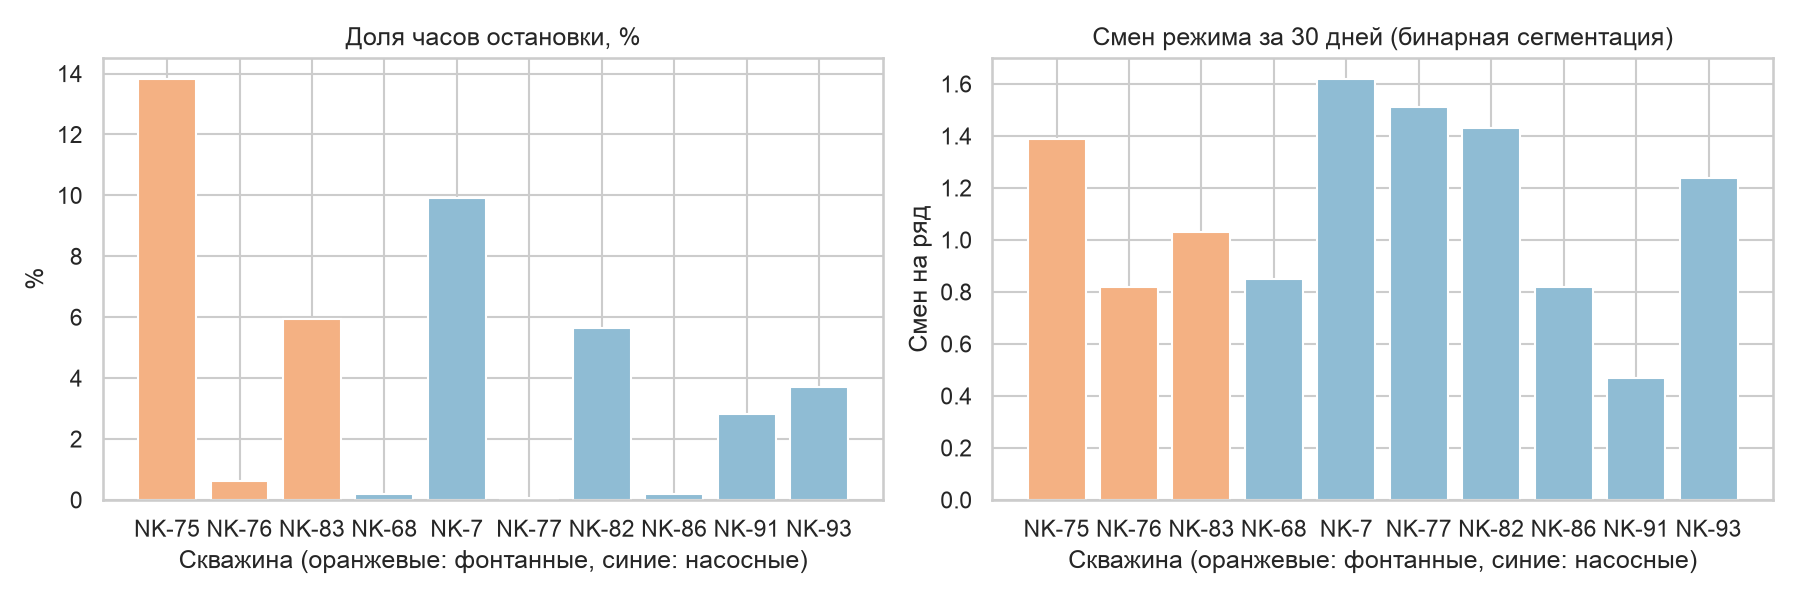 Доля часов остановки, %
14
12
10
8
6
4
2
0
%
NK-75 NK-76 NK-83 NK-68 NK-7 NK-77 NK-82 NK-86 NK-91 NK-93
Скважина (оранжевые: фонтанные, синие: насосные)
Смен режима за 30 дней (бинарная сегментация)
1.6
1.4
1.2
1.0
0.8
0.6
0.4
0.2
0.0
Смен на ряд
NK-75 NK-76 NK-83 NK-68 NK-7 NK-77 NK-82 NK-86 NK-91 NK-93
Скважина (оранжевые: фонтанные, синие: насосные)